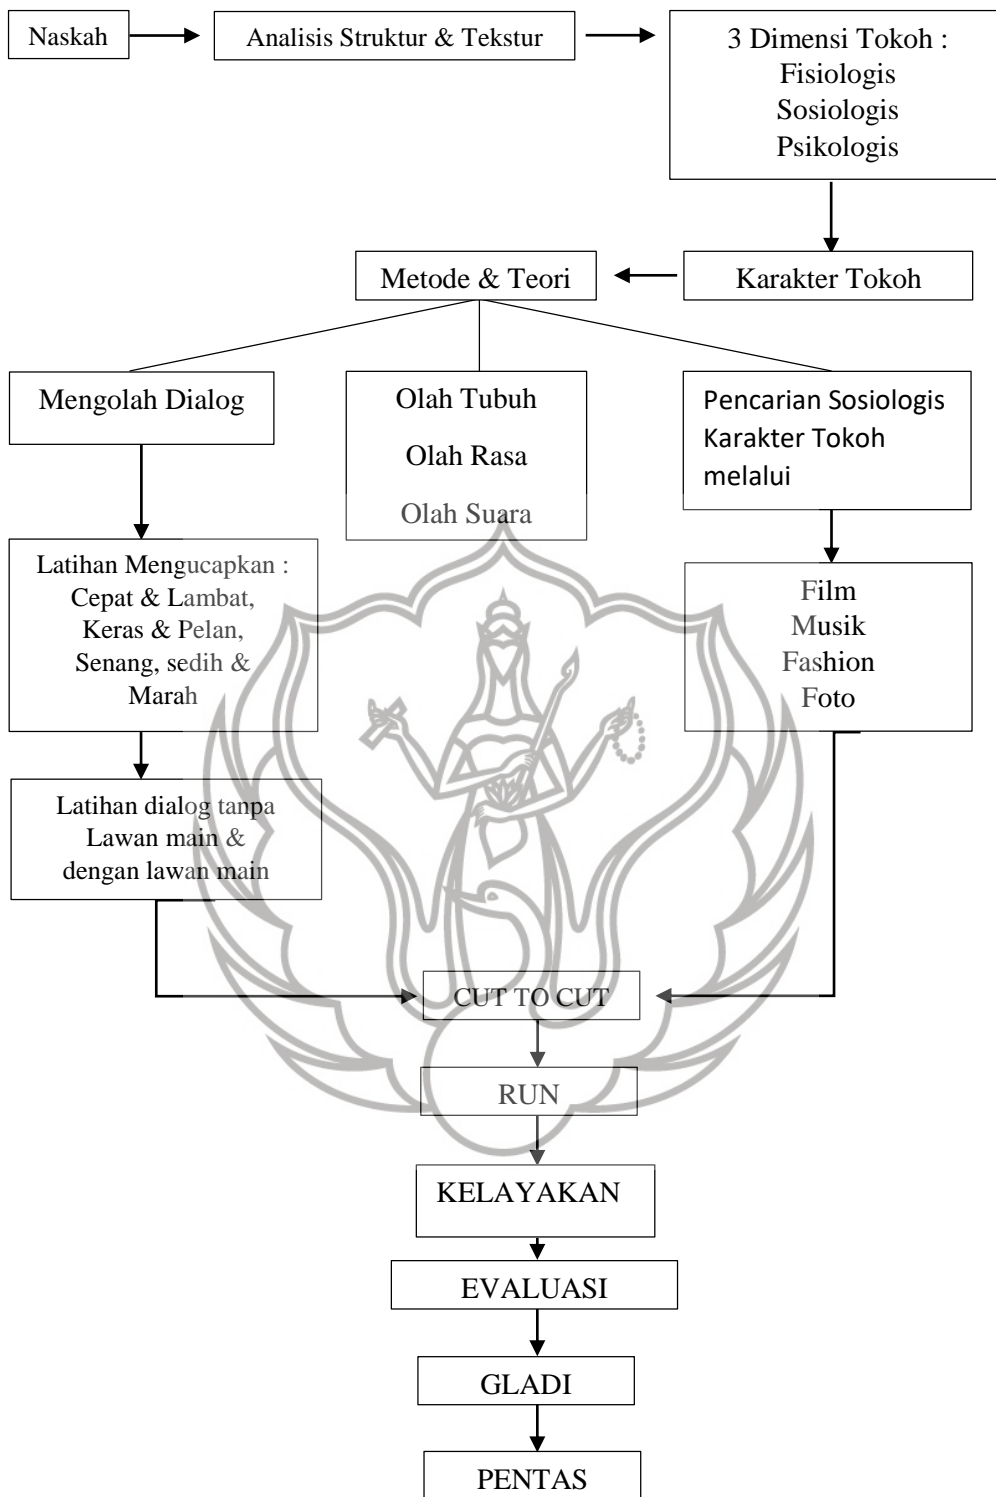 Naskah
Analisis Struktur & Tekstur
3 Dimensi Tokoh :
Fisiologis
Sosiologis
Psikologis
Metode & Teori
Karakter Tokoh
Mengolah Dialog
Olah Tubuh
Olah Rasa
Olah Suara
Pencarian Sosiologis
Karakter Tokoh
melalui
Latihan Mengucapkan :
Cepat & Lambat,
Keras & Pelan,
Senang, sedih &
Marah
Film
Musik
Fashion
Foto
Latihan dialog tanpa
Lawan main &
dengan lawan main
CUT TO CUT
RUN
KELAYAKAN
EVALUASI
GLADI
PENTAS